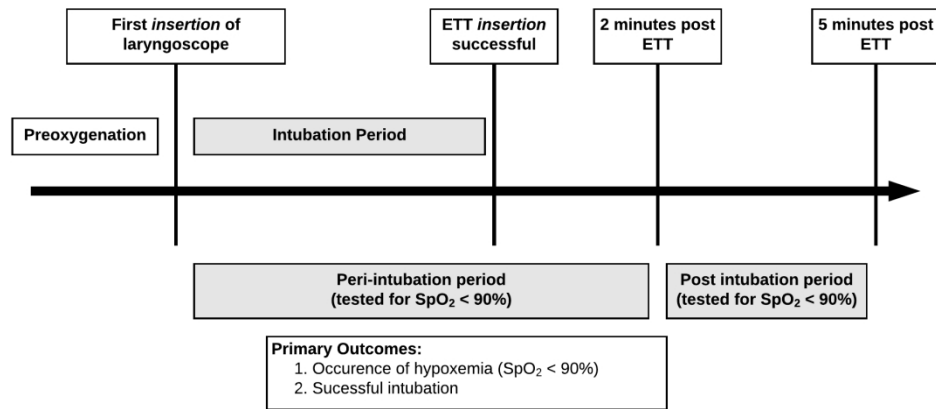 First insertion of
laryngoscope
ETT insertion
successful
2 minutes post
ETT
5 minutes post
ETT
Preoxygenation
Intubation Period
Peri-intubation period
(tested for SpO₂ < 90%)
Post intubation period
(tested for SpO₂ < 90%)
Primary Outcomes:
1. Occurence of hypoxemia (SpO₂ < 90%)
2. Sucessful intubation